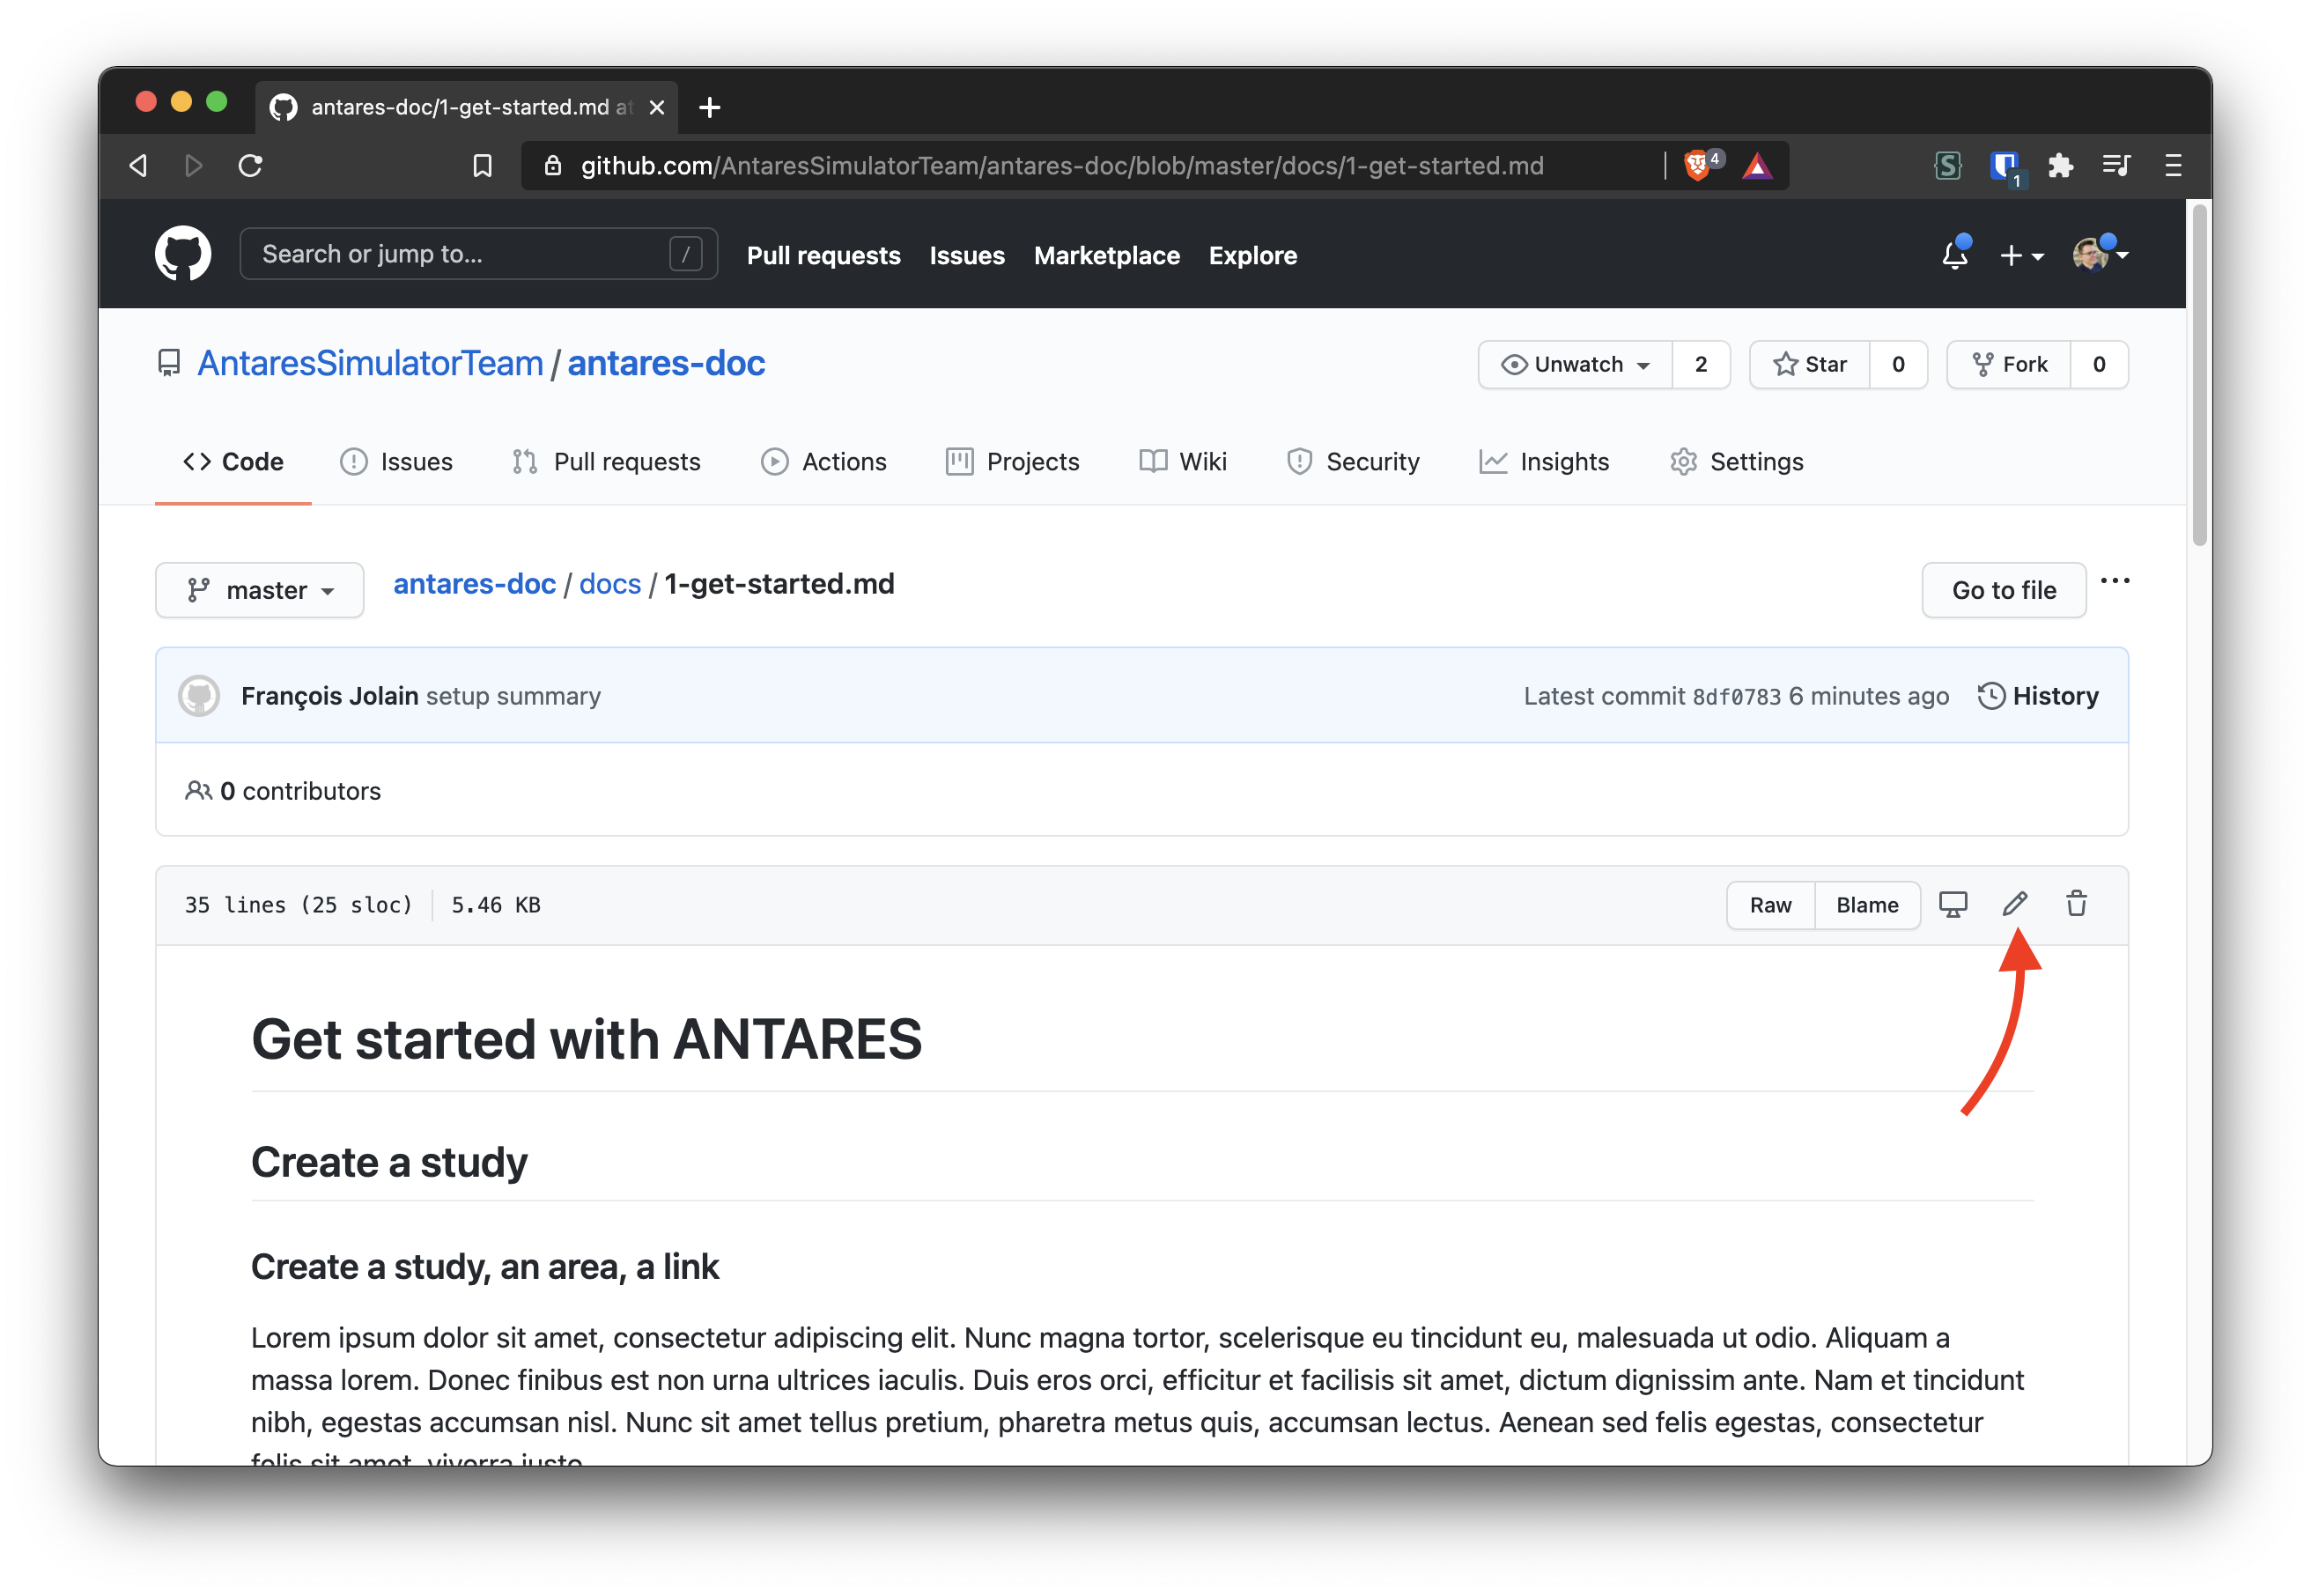 antares-doc/1-get-started.md at
github.com/AntaresSimulatorTeam/antares-doc/blob/master/docs/1-get-started.md
4
1
Search or jump to...
/
Pull requests
Issues
Marketplace
Explore
AntaresSimulatorTeam / antares-doc
Unwatch 2
Star 0
Fork 0
Code
Issues
Pull requests
Actions
Projects
Wiki
Security
Insights
Settings
master
antares-doc / docs / 1-get-started.md
Go to file
François Jolain setup summary
Latest commit 8df0783 6 minutes ago
History
0 contributors
35 lines (25 sloc) 5.46 KB
Raw
Blame
Get started with ANTARES
Create a study
Create a study, an area, a link
Lorem ipsum dolor sit amet, consectetur adipiscing elit. Nunc magna tortor, scelerisque eu tincidunt eu, malesuada ut odio. Aliquam a
massa lorem. Donec finibus est non urna ultrices iaculis. Duis eros orci, efficitur et facilisis sit amet, dictum dignissim ante. Nam et tincidunt
nibh, egestas accumsan nisl. Nunc sit amet tellus pretium, pharetra metus quis, accumsan lectus. Aenean sed felis egestas, consectetur
felis sit amet, viverra justo.